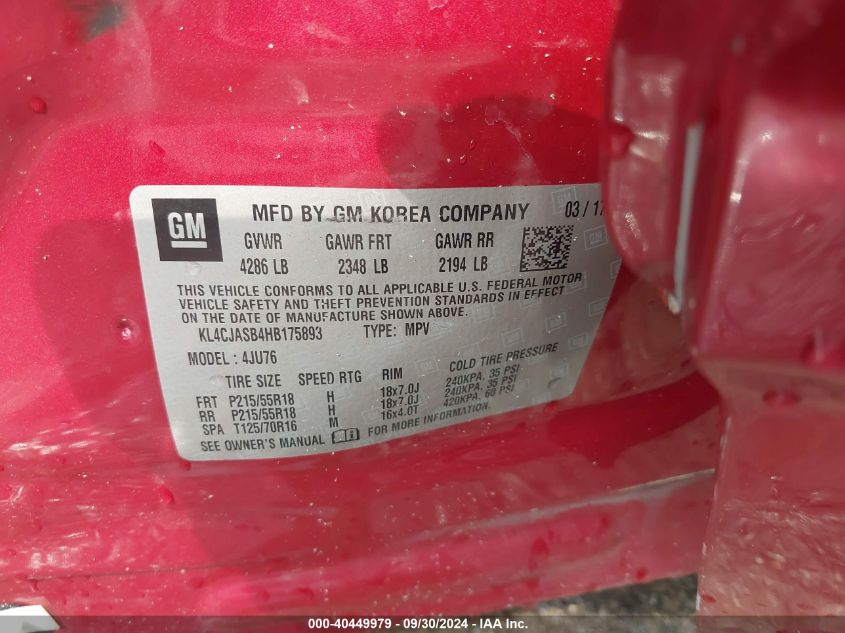 GM
MFD BY GM KOREA COMPANY 03 / 17
GVWR GAWR FRT GAWR RR
4286 LB 2348 LB 2194 LB
THIS VEHICLE CONFORMS TO ALL APPLICABLE U.S. FEDERAL MOTOR
VEHICLE SAFETY AND THEFT PREVENTION STANDARDS IN EFFECT
ON THE DATE OF MANUFACTURE SHOWN ABOVE.
KL4CJASB4HB175893 TYPE: MPV
MODEL : 4JU76
TIRE SIZE SPEED RTG RIM COLD TIRE PRESSURE
FRT P215/55R18 H 18x7.0J 240KPA, 35 PSI
RR P215/55R18 H 18x7.0J 240KPA, 35 PSI
SPA T125/70R16 M 16x4.0T 420KPA, 60 PSI
SEE OWNER'S MANUAL FOR MORE INFORMATION.
000-40449979 / 09/30/2024 - IAA Inc.